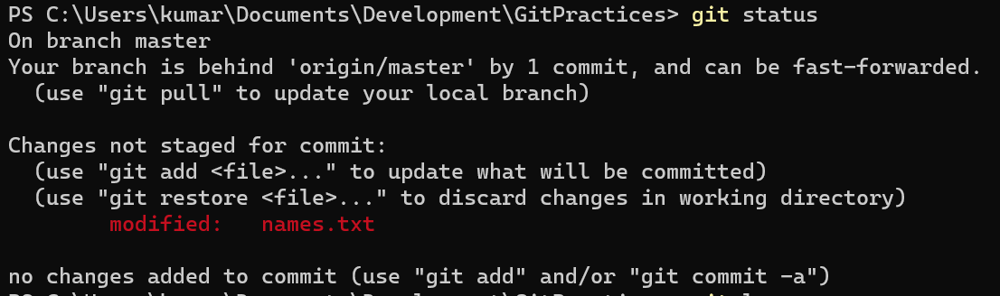 PS C:\Users\kumar\Documents\Development\GitPractices> git status
On branch master
Your branch is behind 'origin/master' by 1 commit, and can be fast-forwarded.
  (use "git pull" to update your local branch)

Changes not staged for commit:
  (use "git add <file>..." to update what will be committed)
  (use "git restore <file>..." to discard changes in working directory)
        modified:   names.txt

no changes added to commit (use "git add" and/or "git commit -a")